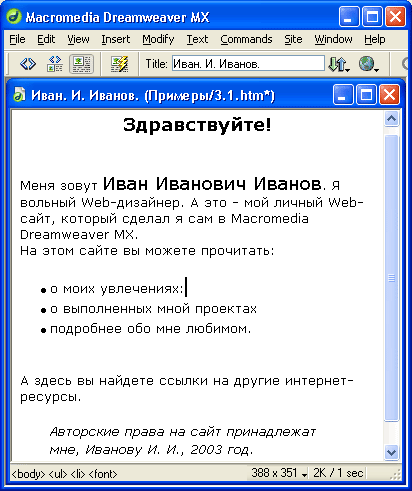 Macromedia Dreamweaver MX
File Edit View Insert Modify Text Commands Site Window Help
Title: Иван. И. Иванов.
Иван. И. Иванов. (Примеры/3.1.htm*)
Здравствуйте!
Меня зовут Иван Иванович Иванов. Я
вольный Web-дизайнер. А это - мой личный Web-
сайт, который сделал я сам в Macromedia
Dreamweaver MX.
На этом сайте вы можете прочитать:
• о моих увлечениях:
• о выполненных мной проектах
• подробнее обо мне любимом.
А здесь вы найдете ссылки на другие интернет-
ресурсы.
Авторские права на сайт принадлежат
мне, Иванову И. И., 2003 год.
<body> <ul> <li> <font> 388 x 351 2K / 1 sec